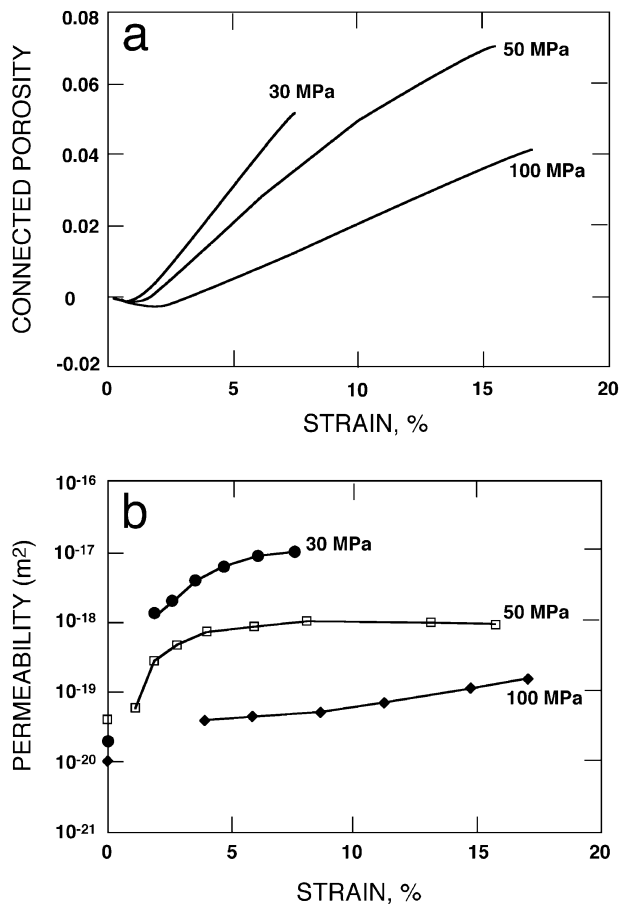 a
0.08
0.06
0.04
0.02
0
-0.02
CONNECTED POROSITY
30 MPa
50 MPa
100 MPa
0 5 10 15 20
STRAIN, %
b
10-16
10-17
10-18
10-19
10-20
10-21
PERMEABILITY (m2)
30 MPa
50 MPa
100 MPa
0 5 10 15 20
STRAIN, %